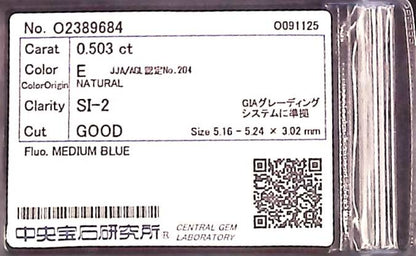 No. O2389684 O091125
Carat 0.503 ct
Color E JJA/AGL認定No.204
ColorOrigin NATURAL
Clarity SI-2 GIAグレーディング
システムに準拠
Cut GOOD Size 5.16 - 5.24 × 3.02 mm
Fluo. MEDIUM BLUE
中央宝石研究所® CENTRAL GEM
LABORATORY